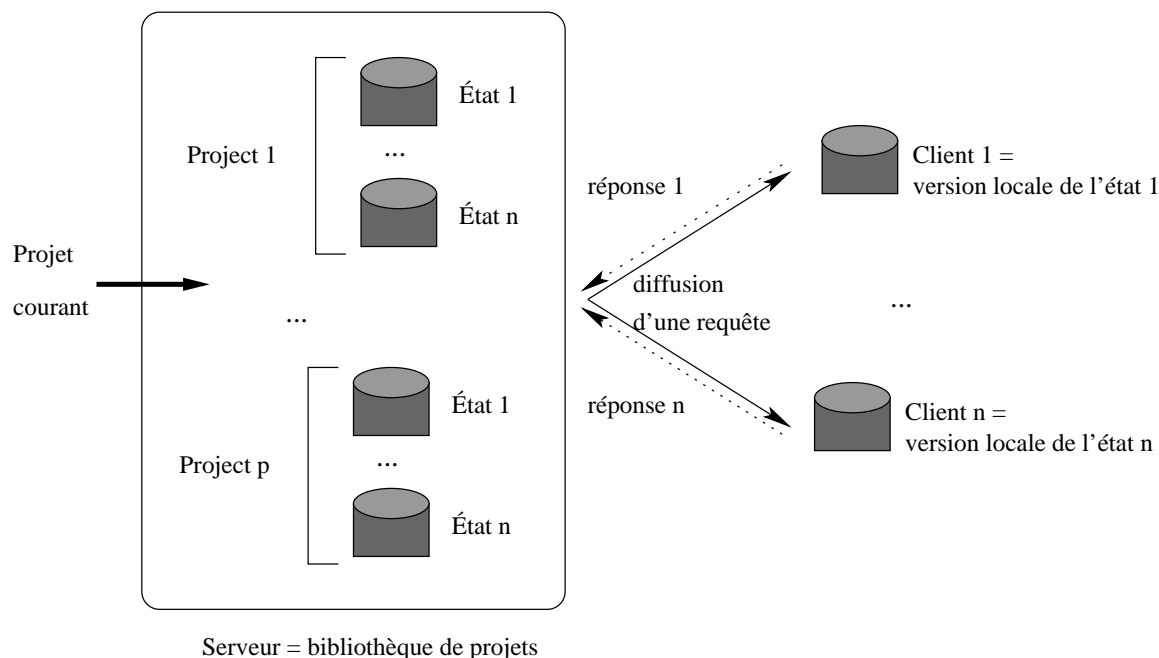 État 1
Project 1
...
État n
Projet
courant
...
État 1
Project p
...
État n
Serveur = bibliothèque de projets
réponse 1
diffusion
d'une requête
réponse n
Client 1 =
version locale de l'état 1
...
Client n =
version locale de l'état n